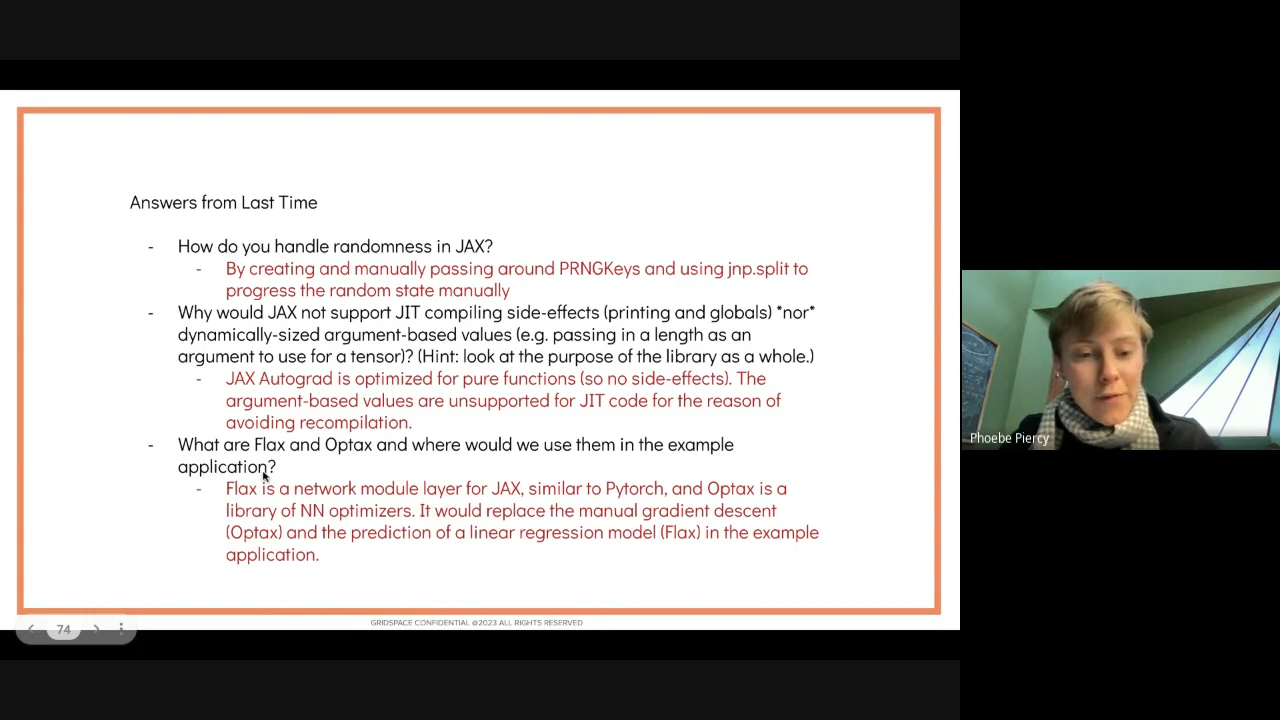 Answers from Last Time
- How do you handle randomness in JAX?
- By creating and manually passing around PRNGKeys and using jnp.split to
progress the random state manually
- Why would JAX not support JIT compiling side-effects (printing and globals) *nor*
dynamically-sized argument-based values (e.g. passing in a length as an
argument to use for a tensor)? (Hint: look at the purpose of the library as a whole.)
- JAX Autograd is optimized for pure functions (so no side-effects). The
argument-based values are unsupported for JIT code for the reason of
avoiding recompilation.
- What are Flax and Optax and where would we use them in the example
application?
- Flax is a network module layer for JAX, similar to Pytorch, and Optax is a
library of NN optimizers. It would replace the manual gradient descent
(Optax) and the prediction of a linear regression model (Flax) in the example
application.
74
GRIDSPACE CONFIDENTIAL @2023 ALL RIGHTS RESERVED
Phoebe Piercy